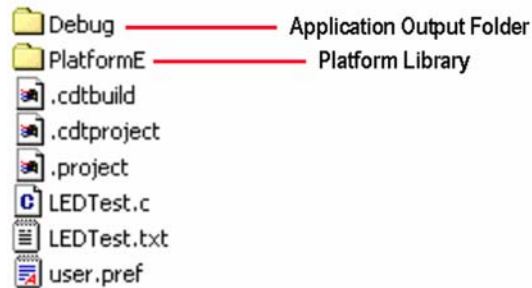 Debug Application Output Folder
PlatformE Platform Library
.cdtbuild
.cdtproject
.project
LEDTest.c
LEDTest.txt
user.pref